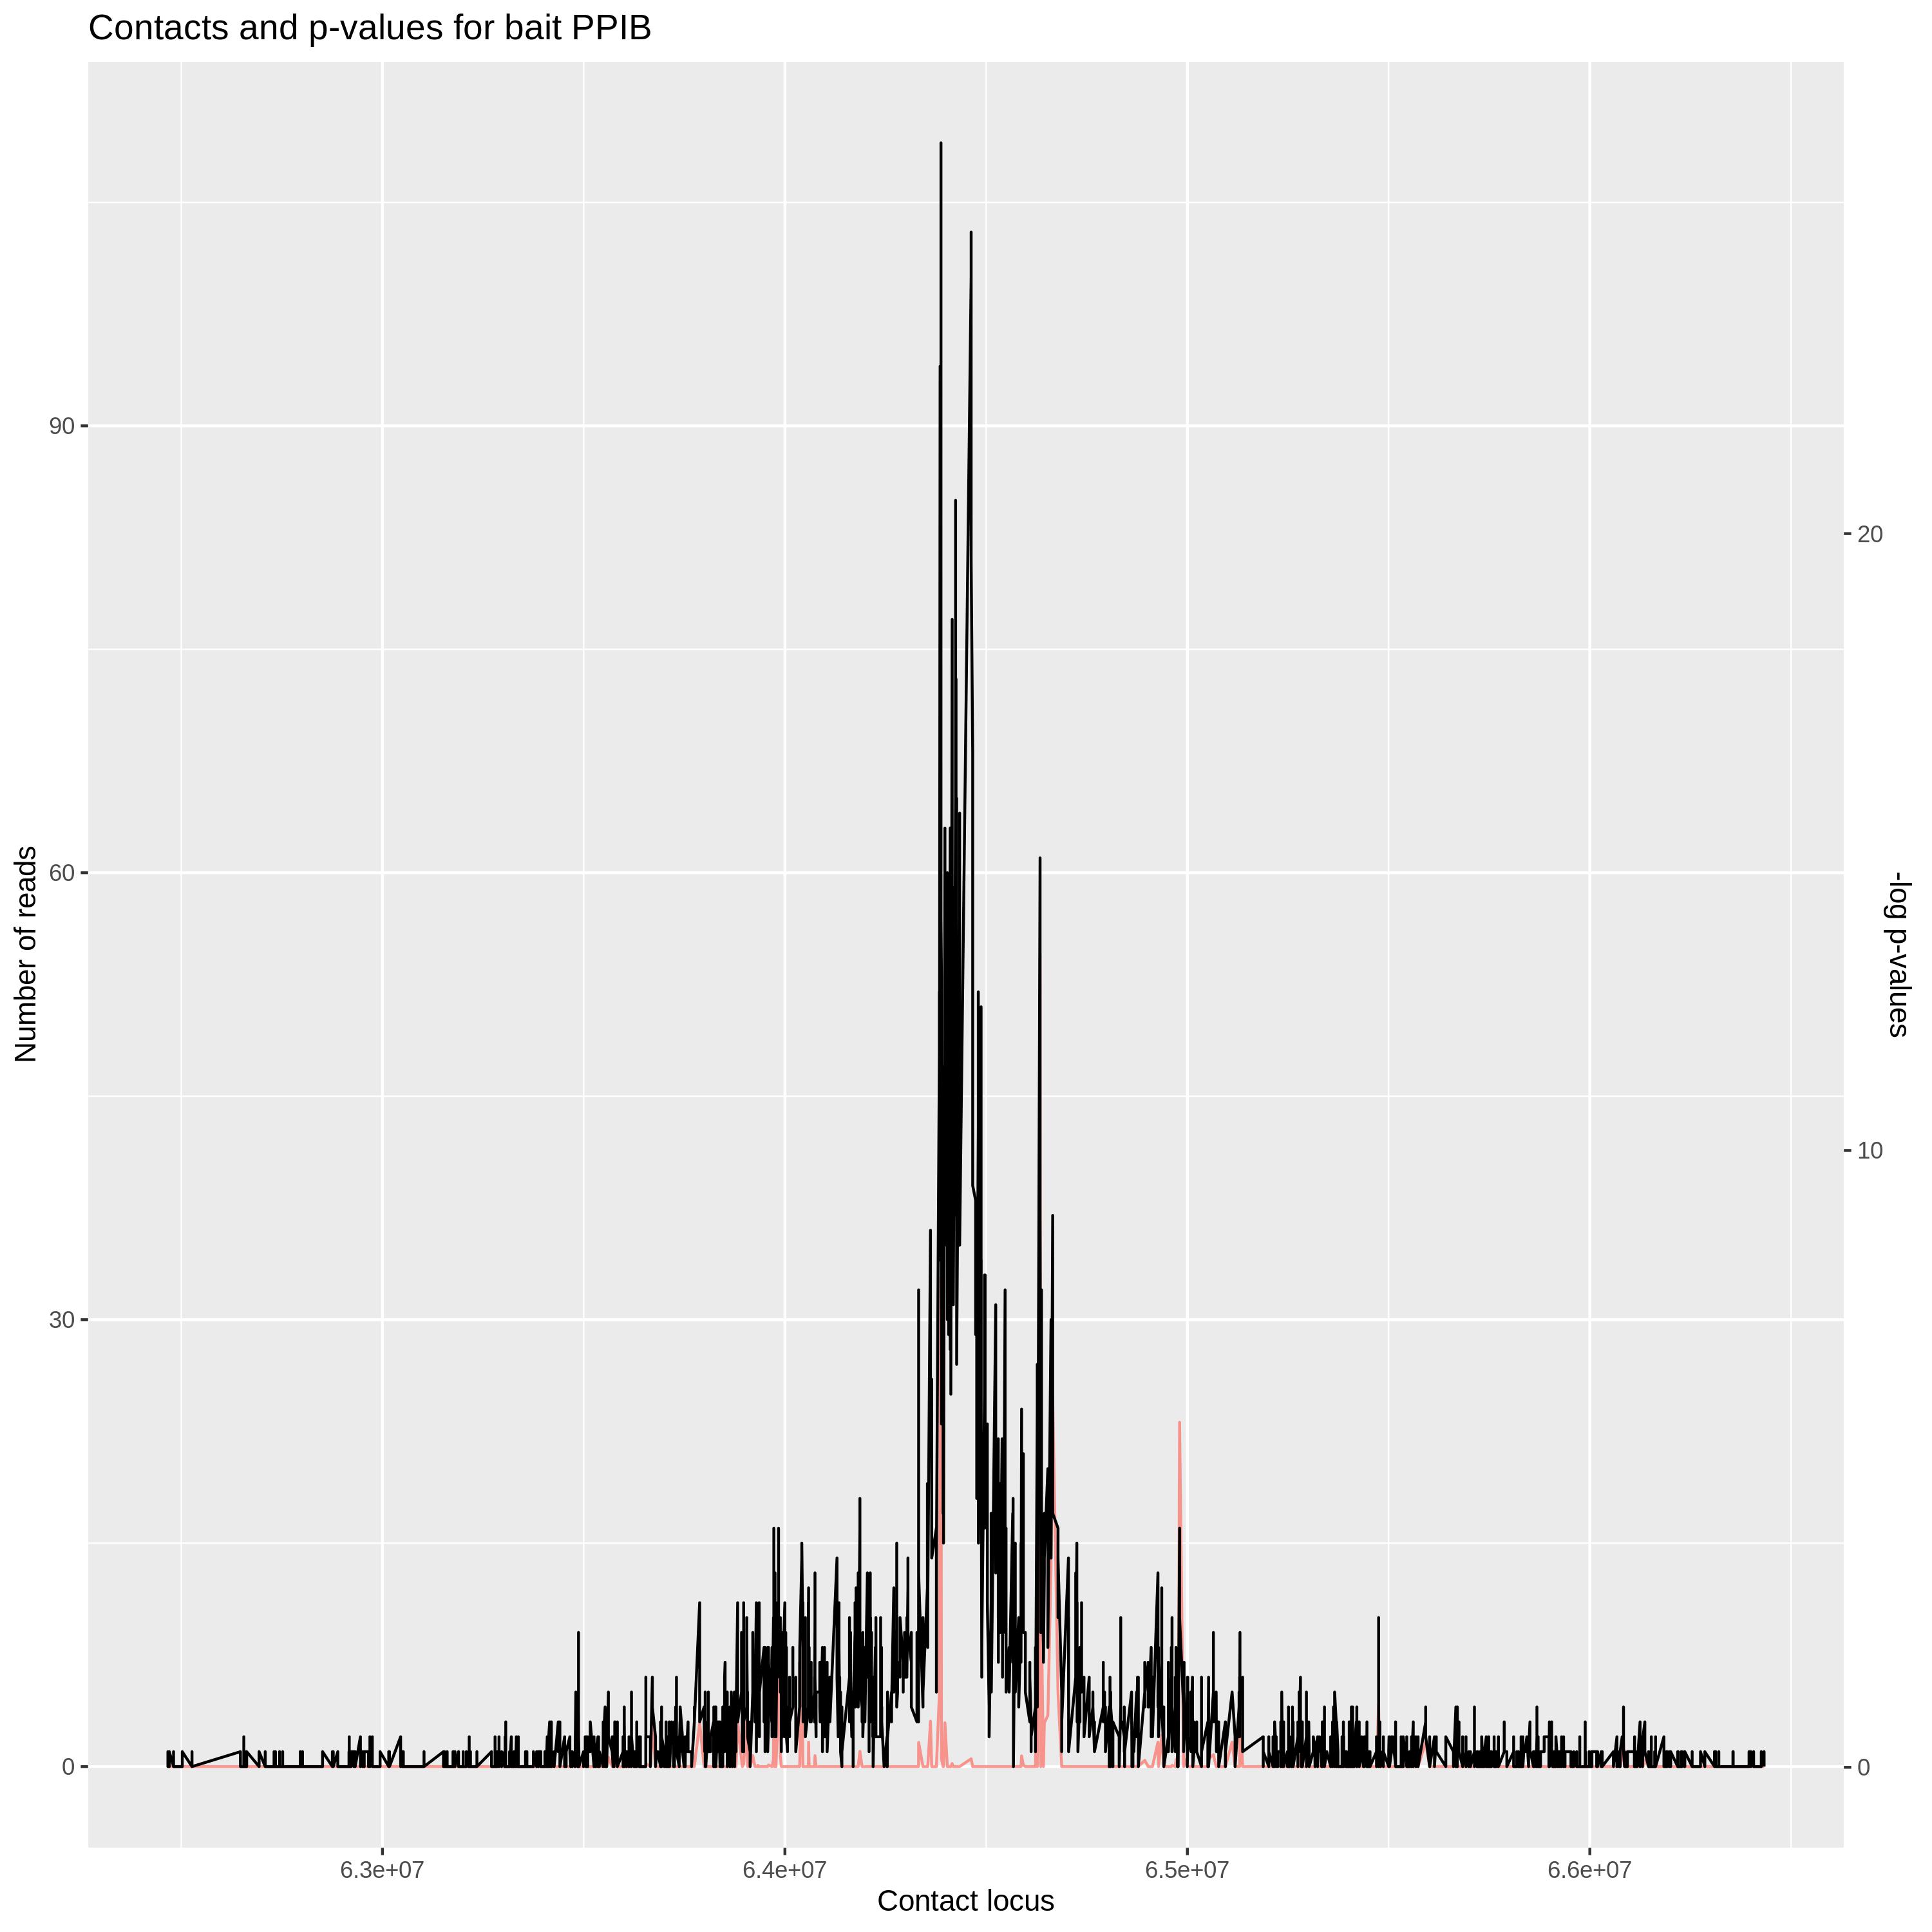 Contacts and p-values for bait PPIB
Number of reads
90
60
30
0
20
10
0
-log p-values
6.3e+07
6.4e+07
6.5e+07
6.6e+07
Contact locus